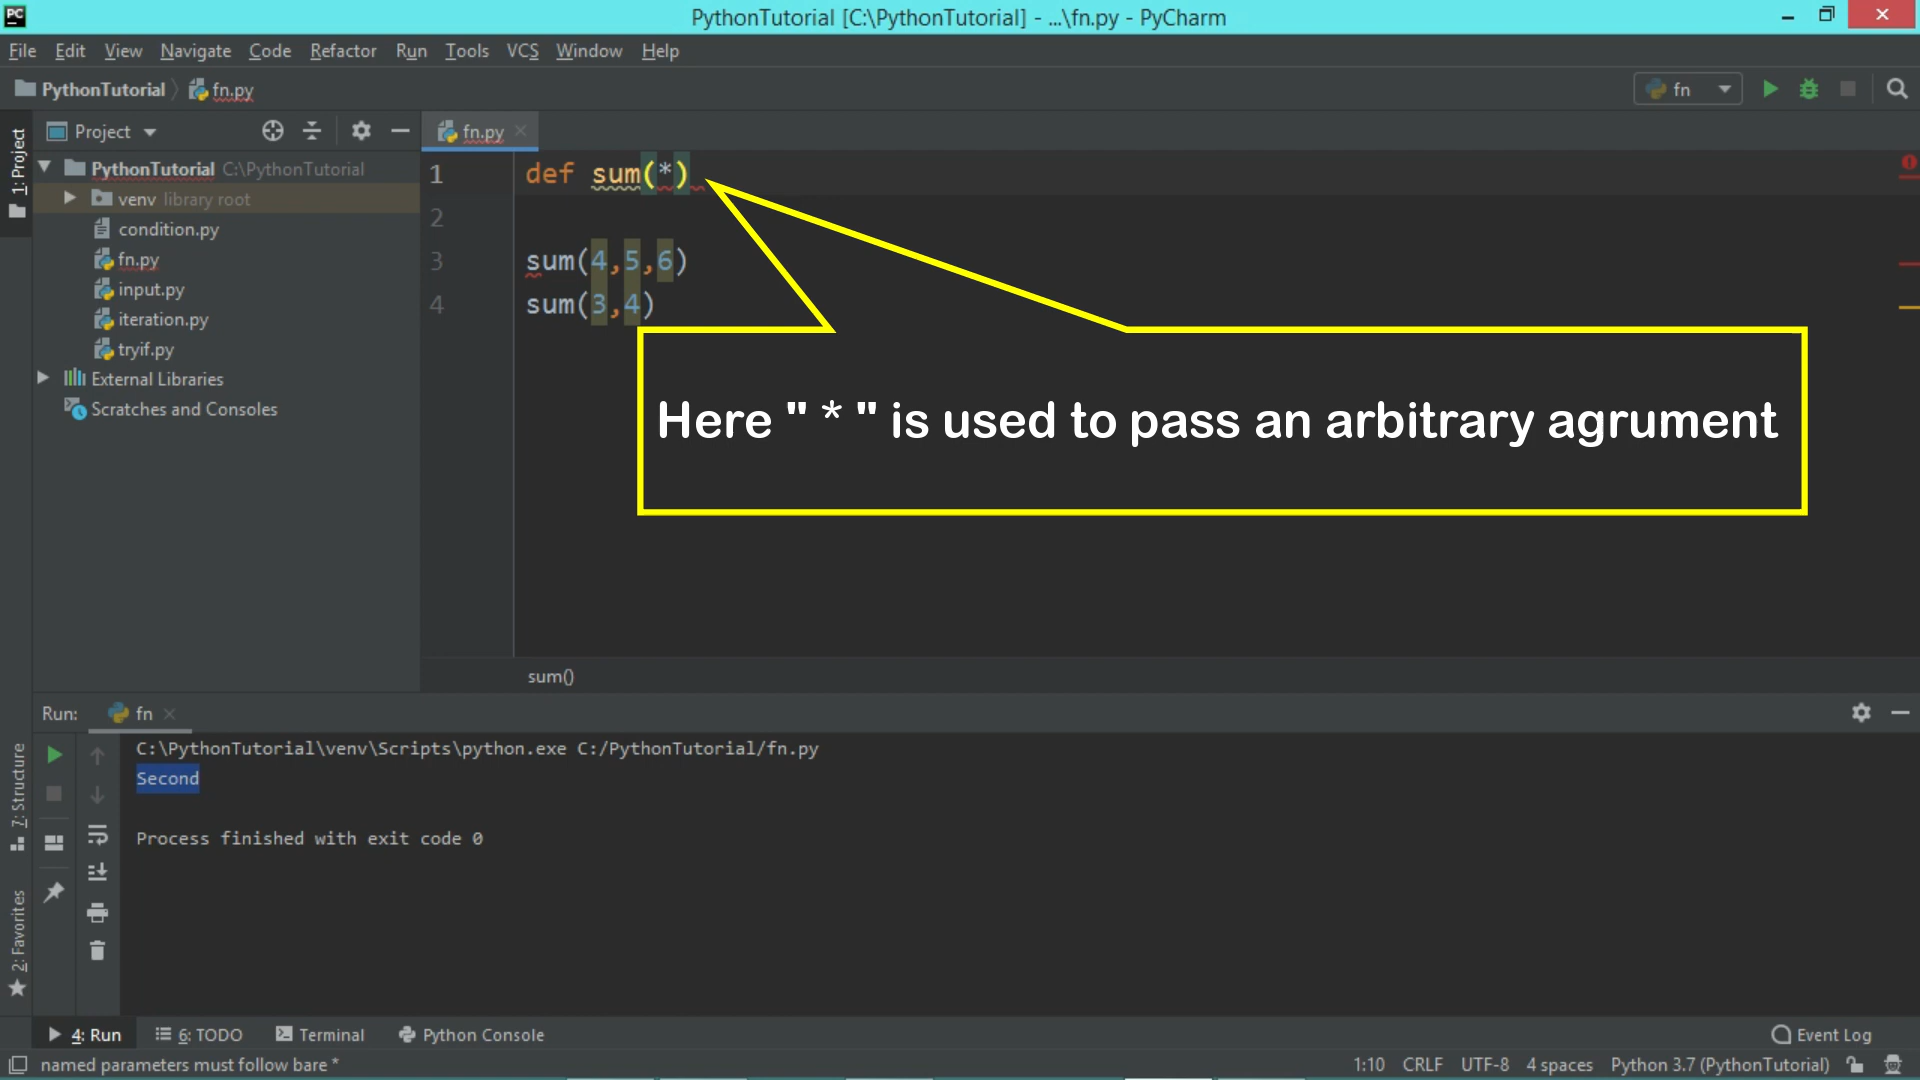 PC
PythonTutorial [C:\PythonTutorial] - ...\fn.py - PyCharm
File Edit View Navigate Code Refactor Run Tools VCS Window Help
PythonTutorial fn.py
fn
1: Project
Project
fn.py
PythonTutorial C:\PythonTutorial
venv library root
condition.py
fn.py
input.py
iteration.py
tryif.py
External Libraries
Scratches and Consoles
1 def sum(*)
2
3 sum(4,5,6)
4 sum(3,4)
Here " * " is used to pass an arbitrary agrument
sum()
Run: fn
C:\PythonTutorial\venv\Scripts\python.exe C:/PythonTutorial/fn.py
Second
Process finished with exit code 0
7: Structure
2: Favorites
4: Run 6: TODO Terminal Python Console Event Log
named parameters must follow bare * 1:10 CRLF UTF-8 4 spaces Python 3.7 (PythonTutorial)